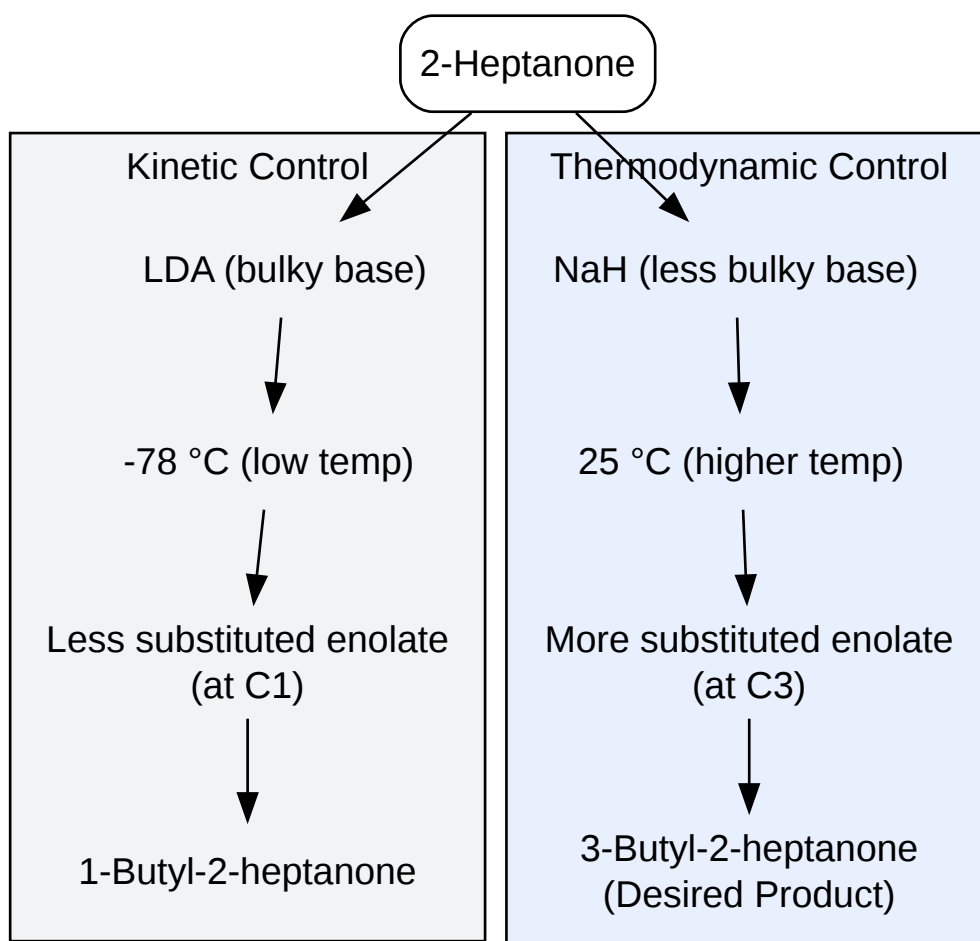 2-Heptanone
Kinetic Control
LDA (bulky base)
-78 °C (low temp)
Less substituted enolate
(at C1)
1-Butyl-2-heptanone
Thermodynamic Control
NaH (less bulky base)
25 °C (higher temp)
More substituted enolate
(at C3)
3-Butyl-2-heptanone
(Desired Product)